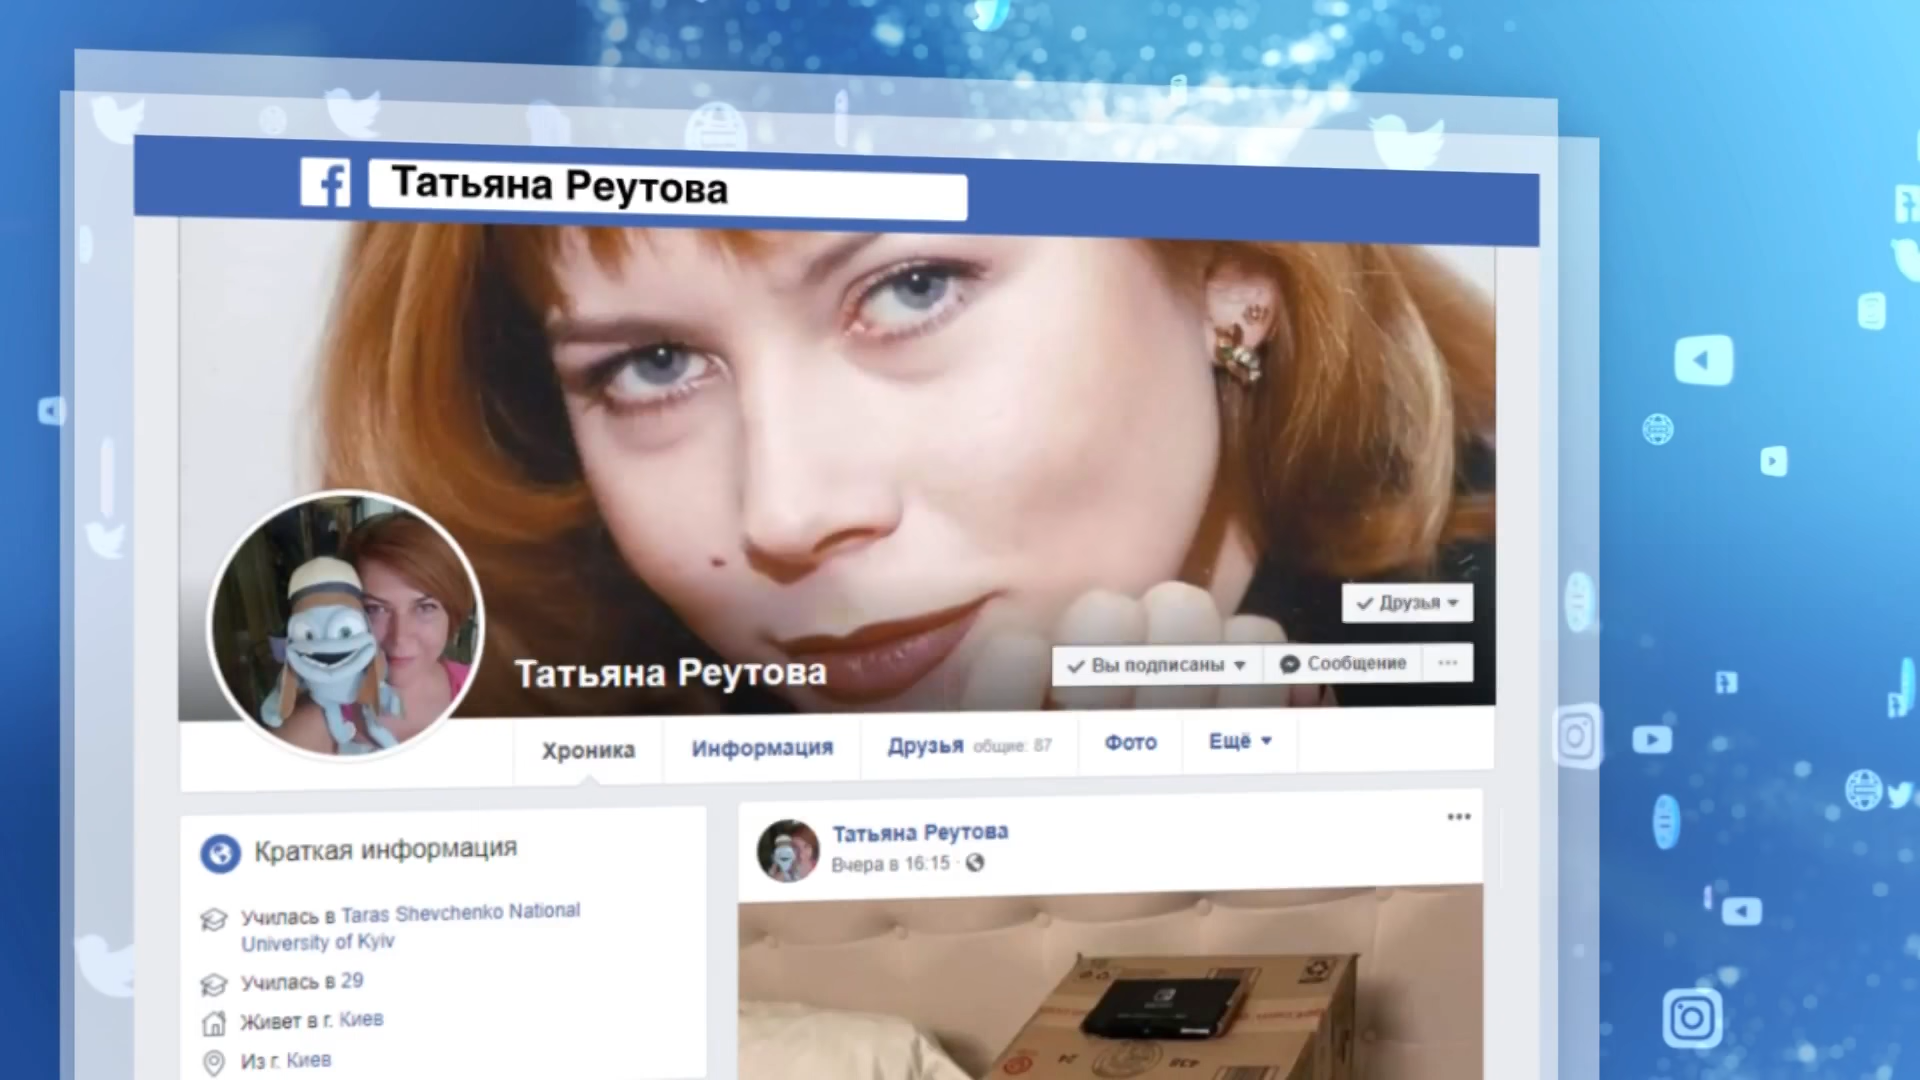 Татьяна Реутова
Друзья
Татьяна Реутова
Вы подписаны
Сообщение
Хроника
Информация
Друзья общие: 87
Фото
Ещё
Краткая информация
Училась в Taras Shevchenko National
University of Kyiv
Училась в 29
Живет в г. Киев
Из г. Киев
Татьяна Реутова
Вчера в 16:15